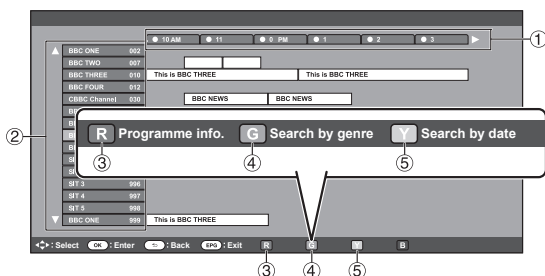 10 AM 11 0 PM 1 2 3 ①
BBC ONE 002
BBC TWO 007
BBC THREE 010 This is BBC THREE This is BBC THREE
BBC FOUR 012
CBBC Channel 030 BBC NEWS BBC NEWS
②
R Programme info. G Search by genre Y Search by date
③ ④ ⑤
SIT 3 996
SIT 4 997
SIT 5 998
BBC ONE 999 This is BBC THREE
: Select OK : Enter : Back EPG : Exit R G Y B
③ ④ ⑤